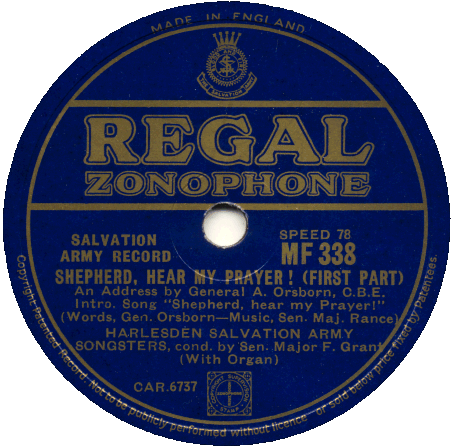 MADE IN ENGLAND
REGAL
ZONOPHONE
SALVATION
ARMY RECORD
SPEED 78
MF 338
SHEPHERD, HEAR MY PRAYER! (FIRST PART)
An Address by General A. Orsborn, C.B.E.
Intro. Song "Shepherd, hear my Prayer!"
(Words, Gen. Orsborn—Music, Sen. Maj. Rance)
HARLESDEN SALVATION ARMY
SONGSTERS, cond. by Sen. Major F. Grant
(With Organ)
CAR.6737
Copyright Patented Record. Not to be publicly performed without licence or sold below price fixed by Patentees.